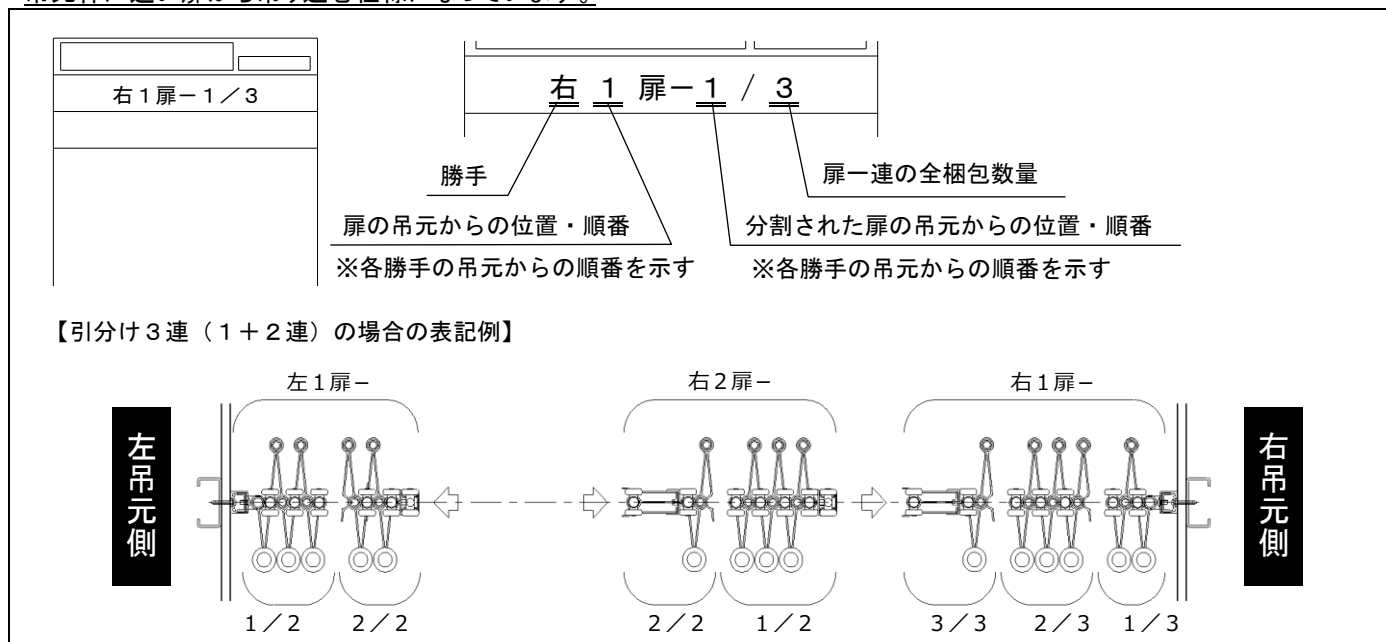 右1扉－1／3
右 1 扉－1 / 3
勝手
扉一連の全梱包数量
扉の吊元からの位置・順番
分割された扉の吊元からの位置・順番
※各勝手の吊元からの順番を示す
※各勝手の吊元からの順番を示す
【引分け3連（1＋2連）の場合の表記例】
左1扉－
右2扉－
右1扉－
左吊元側
右吊元側
1／2
2／2
2／2
1／2
3／3
2／3
1／3